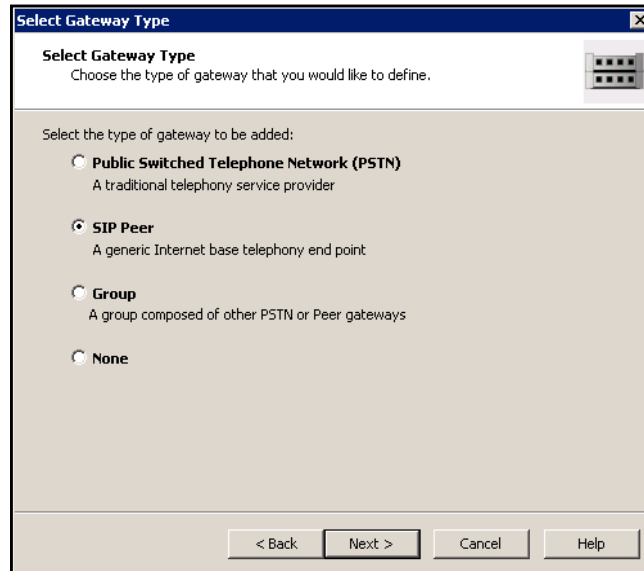 Select Gateway Type
Select Gateway Type
Choose the type of gateway that you would like to define.
Select the type of gateway to be added:
Public Switched Telephone Network (PSTN)
A traditional telephony service provider
SIP Peer
A generic Internet base telephony end point
Group
A group composed of other PSTN or Peer gateways
None
< Back Next > Cancel Help